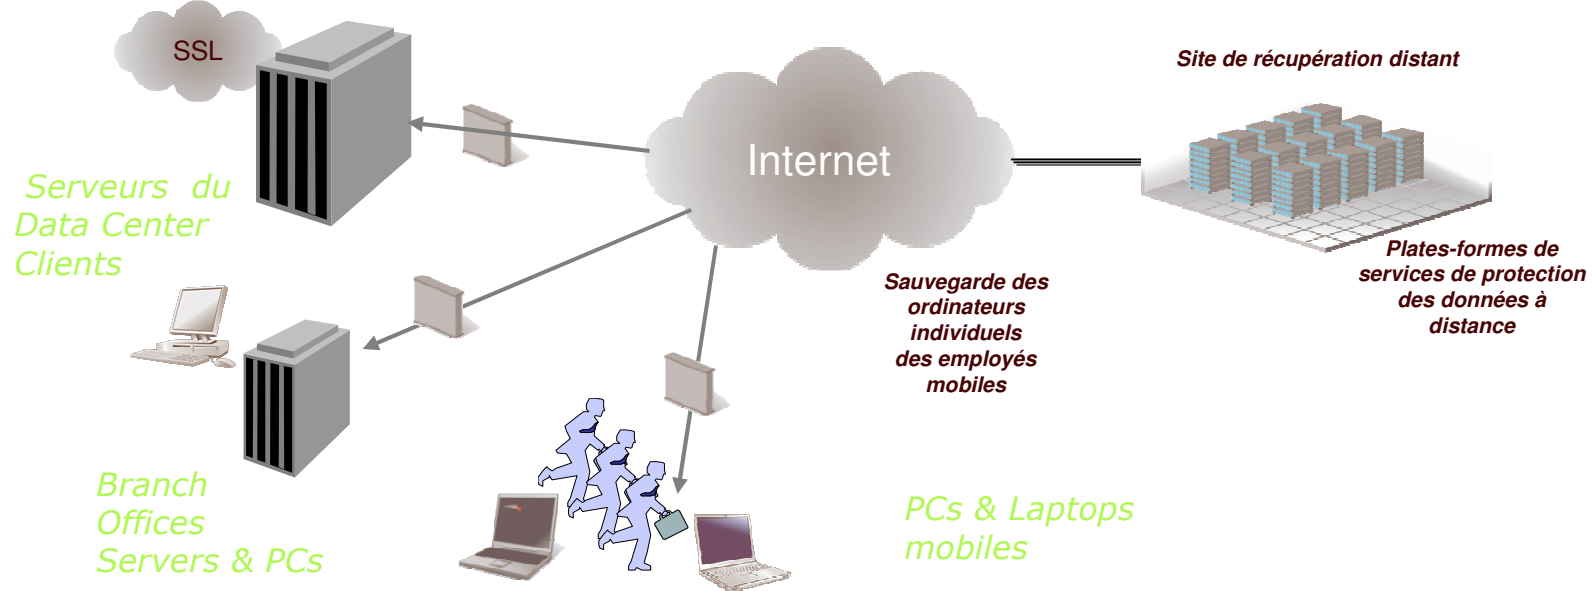 SSL
Serveurs du
Data Center
Clients
Internet
Site de récupération distant
Plates-formes de
services de protection
des données à
distance
Sauvegarde des
ordinateurs
individuels
des employés
mobiles
Branch
Offices
Servers & PCs
PCs & Laptops
mobiles